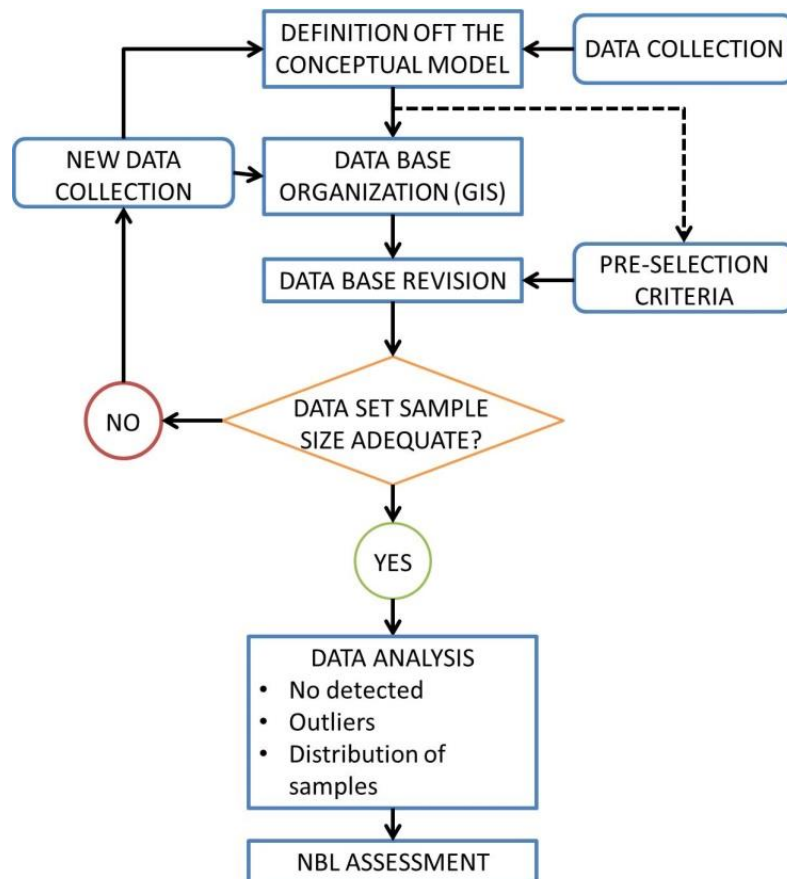 DEFINITION OFT THE
CONCEPTUAL MODEL
DATA COLLECTION
NEW DATA
COLLECTION
DATA BASE
ORGANIZATION (GIS)
DATA BASE REVISION
PRE-SELECTION
CRITERIA
NO
DATA SET SAMPLE
SIZE ADEQUATE?
YES
DATA ANALYSIS
• No detected
• Outliers
• Distribution of
samples
NBL ASSESSMENT